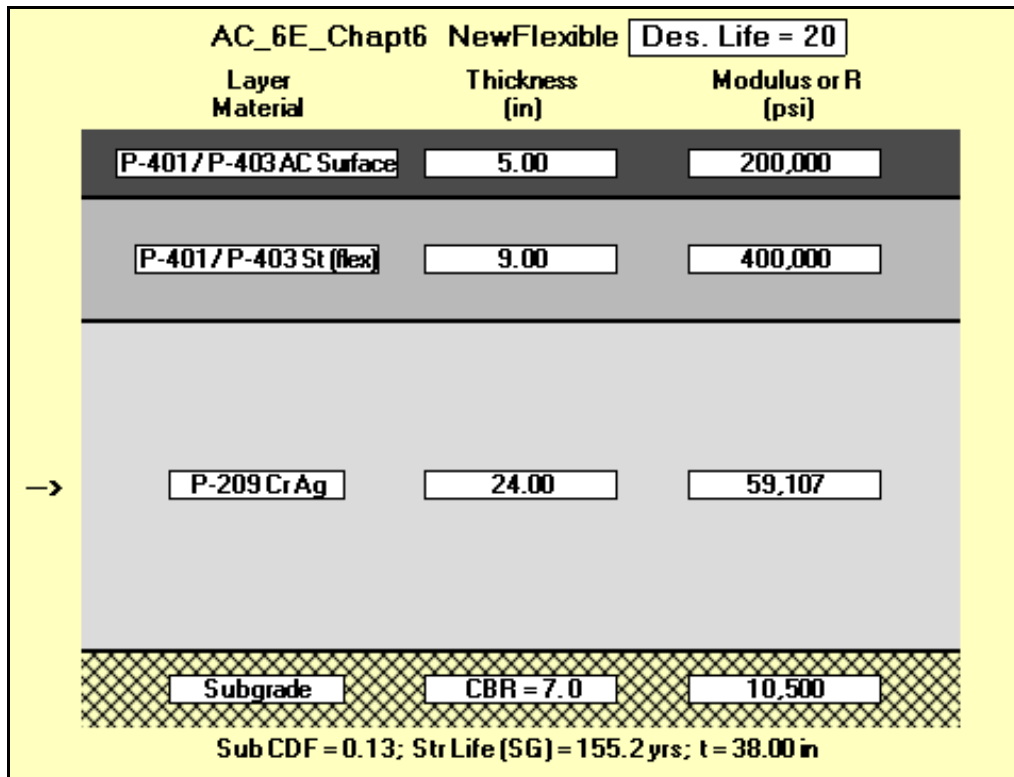 AC_6E_Chapt6 NewFlexible Des. Life = 20
Layer Material Thickness (in) Modulus or R (psi)
P-401/ P-403 AC Surface 5.00 200,000
P-401/ P-403 St (flex) 9.00 400,000
--> P-209 Cr Ag 24.00 59,107
Subgrade CBR = 7.0 10,500
Sub CDF = 0.13; Str Life (SG) = 155.2 yrs; t = 38.00 in